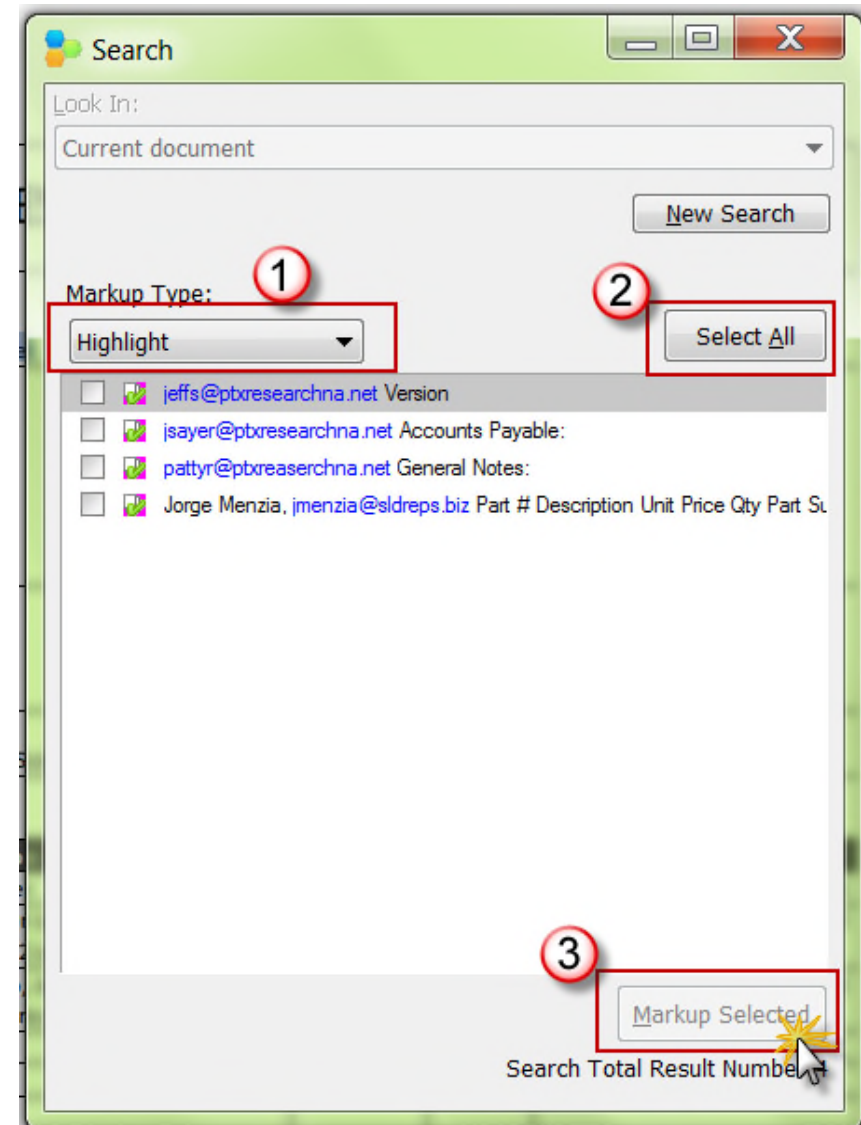 Search
Look In:
Current document
New Search
1
2
Markup Type:
Highlight
Select All
jeffs@ptxresearchna.net Version
jsayer@ptxresearchna.net Accounts Payable:
pattyr@ptxreaserchna.net General Notes:
Jorge Menzia, jmenzia@sldreps.biz Part # Description Unit Price Qty Part Su
3
Markup Selected
Search Total Result Number 4